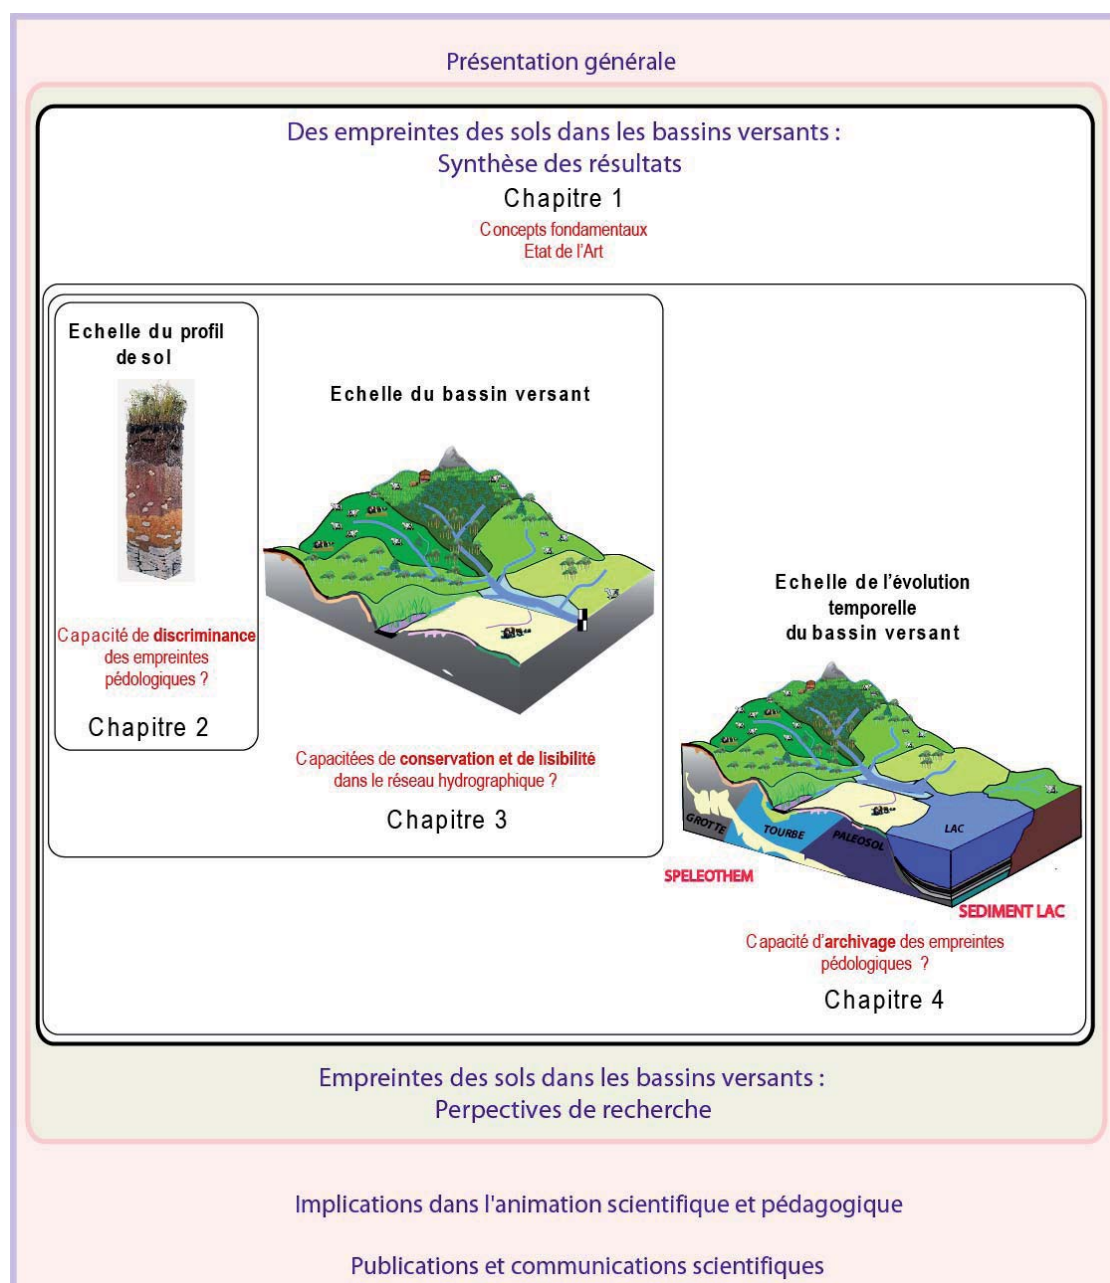 Présentation générale
Des empreintes des sols dans les bassins versants :
Synthèse des résultats
Chapitre 1
Concepts fondamentaux
Etat de l'Art
Echelle du profil
de sol
Capacité de discriminance
des empreintes
pédologiques ?
Chapitre 2
Echelle du bassin versant
Capacitées de conservation et de lisibilité
dans le réseau hydrographique ?
Chapitre 3
Echelle de l'évolution
temporelle
du bassin versant
GROTTE
TOURBE
PALEOSOL
LAC
SPELEOTHEM
SEDIMENT LAC
Capacité d'archivage des empreintes
pédologiques ?
Chapitre 4
Empreintes des sols dans les bassins versants :
Perpectives de recherche
Implications dans l'animation scientifique et pédagogique
Publications et communications scientifiques